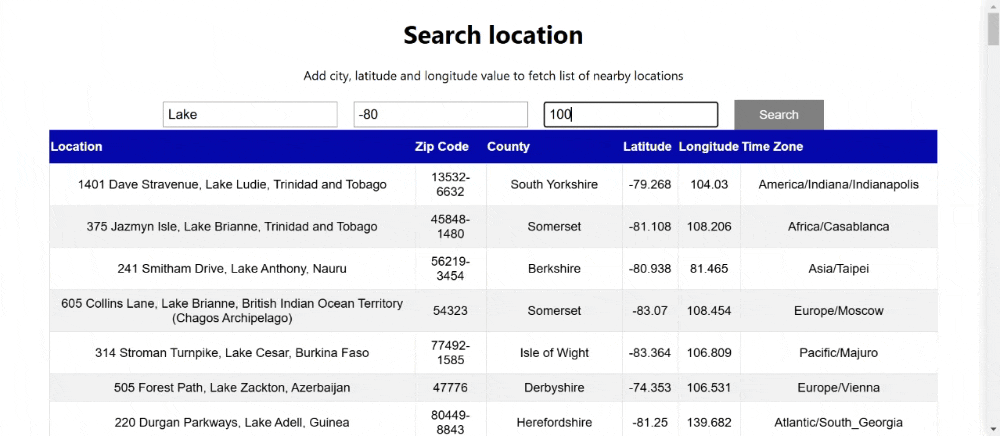 Search location
Add city, latitude and longitude value to fetch list of nearby locations
Lake -80 100 Search
Location Zip Code County Latitude Longitude Time Zone
1401 Dave Stravenue, Lake Ludie, Trinidad and Tobago 13532-6632 South Yorkshire -79.268 104.03 America/Indiana/Indianapolis
375 Jazmyn Isle, Lake Brianne, Trinidad and Tobago 45848-1480 Somerset -81.108 108.206 Africa/Casablanca
241 Smitham Drive, Lake Anthony, Nauru 56219-3454 Berkshire -80.938 81.465 Asia/Taipei
605 Collins Lane, Lake Brianne, British Indian Ocean Territory (Chagos Archipelago) 54323 Somerset -83.07 108.454 Europe/Moscow
314 Stroman Turnpike, Lake Cesar, Burkina Faso 77492-1585 Isle of Wight -83.364 106.809 Pacific/Majuro
505 Forest Path, Lake Zackton, Azerbaijan 47776 Derbyshire -74.353 106.531 Europe/Vienna
220 Durgan Parkways, Lake Adell, Guinea 80449-8843 Herefordshire -81.25 139.682 Atlantic/South_Georgia